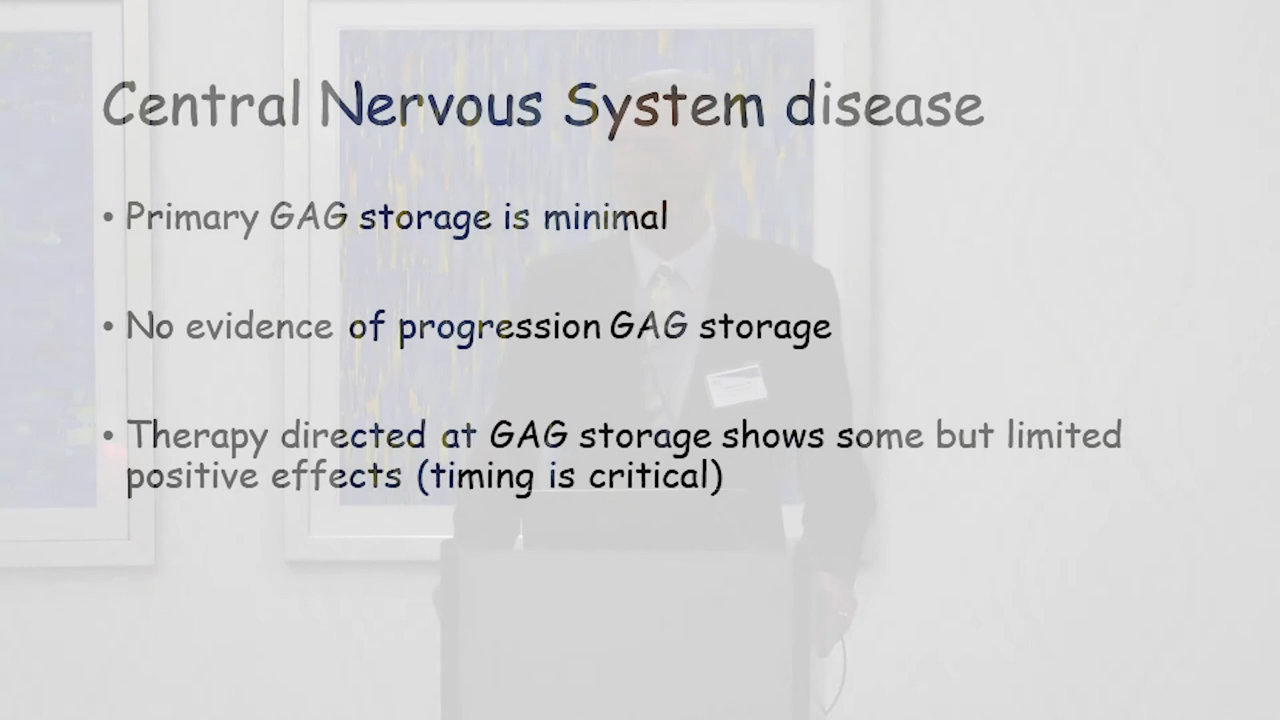 Central Nervous System disease
• Primary GAG storage is minimal
• No evidence of progression GAG storage
• Therapy directed at GAG storage shows some but limited
positive effects (timing is critical)